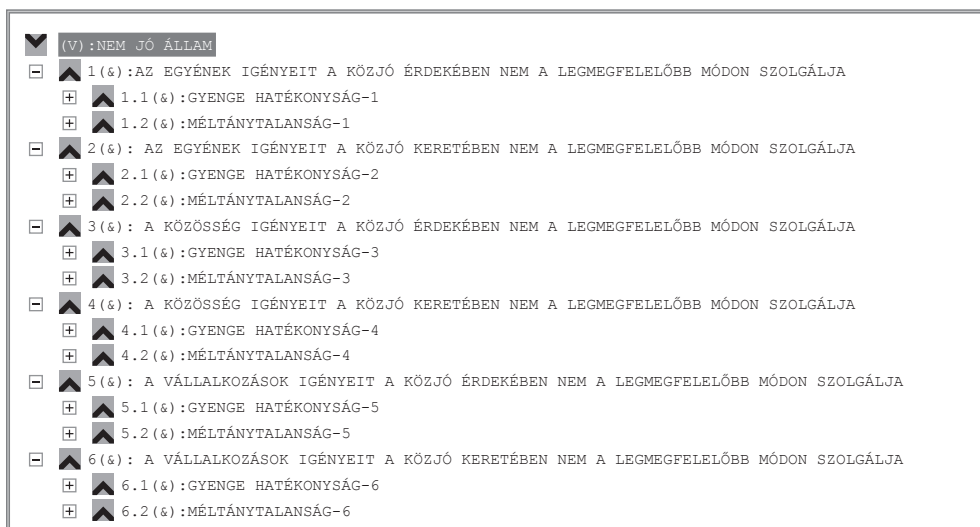 (V):NEM JÓ ÁLLAM
1(&):AZ EGYÉNEK IGÉNYEIT A KÖZJÓ ÉRDEKÉBEN NEM A LEGMEGFELELŐBB MÓDON SZOLGÁLJA
1.1(&):GYENGE HATÉKONYSÁG-1
1.2(&):MÉLTÁNYTALANSÁG-1
2(&): AZ EGYÉNEK IGÉNYEIT A KÖZJÓ KERETÉBEN NEM A LEGMEGFELELŐBB MÓDON SZOLGÁLJA
2.1(&):GYENGE HATÉKONYSÁG-2
2.2(&):MÉLTÁNYTALANSÁG-2
3(&): A KÖZÖSSÉG IGÉNYEIT A KÖZJÓ ÉRDEKÉBEN NEM A LEGMEGFELELŐBB MÓDON SZOLGÁLJA
3.1(&):GYENGE HATÉKONYSÁG-3
3.2(&):MÉLTÁNYTALANSÁG-3
4(&): A KÖZÖSSÉG IGÉNYEIT A KÖZJÓ KERETÉBEN NEM A LEGMEGFELELŐBB MÓDON SZOLGÁLJA
4.1(&):GYENGE HATÉKONYSÁG-4
4.2(&):MÉLTÁNYTALANSÁG-4
5(&): A VÁLLALKOZÁSOK IGÉNYEIT A KÖZJÓ ÉRDEKÉBEN NEM A LEGMEGFELELŐBB MÓDON SZOLGÁLJA
5.1(&):GYENGE HATÉKONYSÁG-5
5.2(&):MÉLTÁNYTALANSÁG-5
6(&): A VÁLLALKOZÁSOK IGÉNYEIT A KÖZJÓ KERETÉBEN NEM A LEGMEGFELELŐBB MÓDON SZOLGÁLJA
6.1(&):GYENGE HATÉKONYSÁG-6
6.2(&):MÉLTÁNYTALANSÁG-6